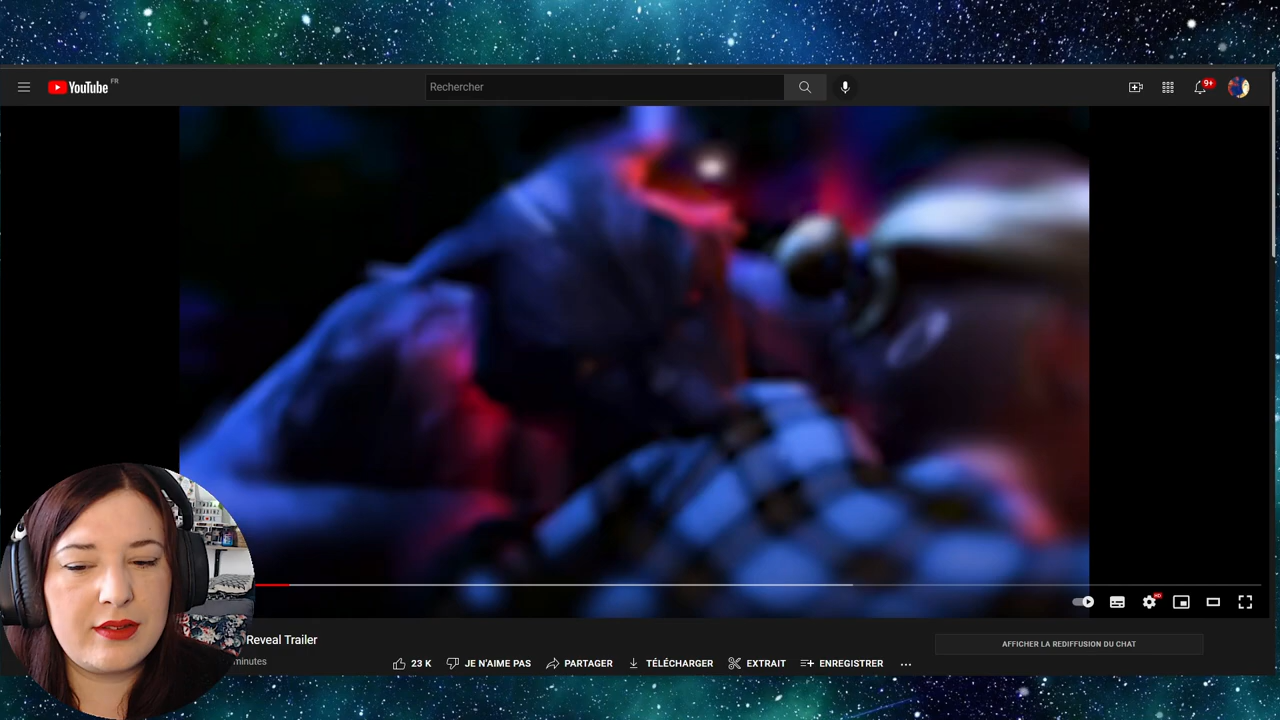 YouTube FR
Rechercher
9+
HD
Reveal Trailer
AFFICHER LA REDIFFUSION DU CHAT
minutes
23 K
JE N'AIME PAS
PARTAGER
TÉLÉCHARGER
EXTRAIT
ENREGISTRER